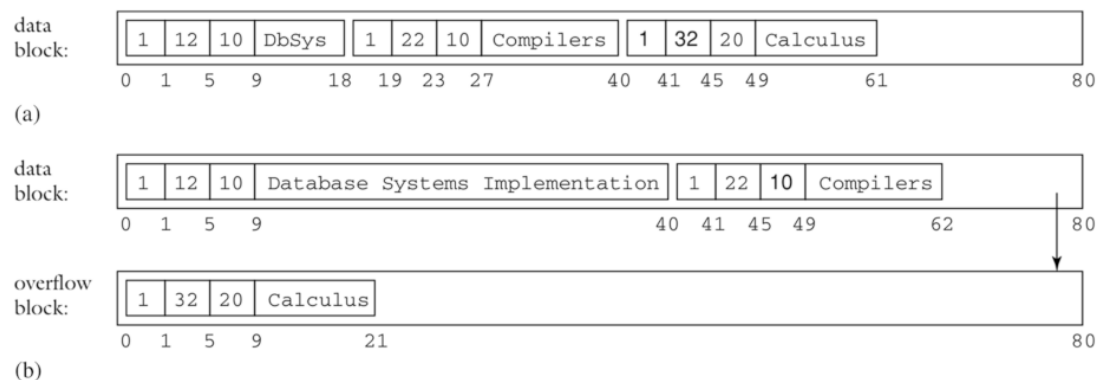 data
block:
1 12 10 DbSys 1 22 10 Compilers 1 32 20 Calculus
0 1 5 9 18 19 23 27 40 41 45 49 61 80
(a)
data
block:
1 12 10 Database Systems Implementation 1 22 10 Compilers
0 1 5 9 40 41 45 49 62 80
overflow
block:
1 32 20 Calculus
0 1 5 9 21 80
(b)